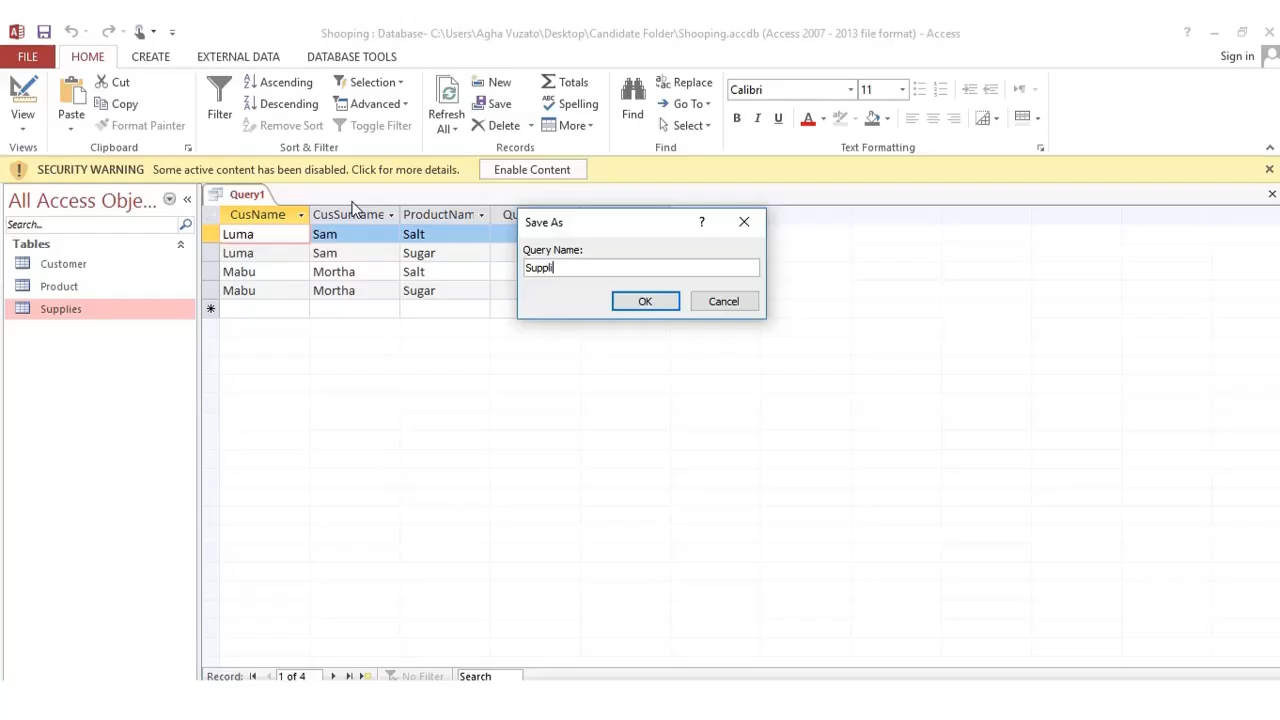 Shooping : Database- C:\Users\Agha Vuzato\Desktop\Candidate Folder\Shooping.accdb (Access 2007 - 2013 file format) - Access
?
FILE HOME CREATE EXTERNAL DATA DATABASE TOOLS Sign in
View
Views
Paste
Cut
Copy
Format Painter
Clipboard
Filter
Ascending
Descending
Remove Sort
Selection
Advanced
Toggle Filter
Sort & Filter
Refresh
All
New
Save
Delete
Totals
Spelling
More
Records
Find
Replace
Go To
Select
Find
Calibri 11
B I U A
Text Formatting
SECURITY WARNING Some active content has been disabled. Click for more details. Enable Content
All Access Obje...
Search...
Tables
Customer
Product
Supplies
Query1
CusName CusSurname ProductNam Qu
Luma Sam Salt
Luma Sam Sugar
Mabu Mortha Salt
Mabu Mortha Sugar
Save As ?
Query Name:
Suppli
OK Cancel
Record: 1 of 4 No Filter Search